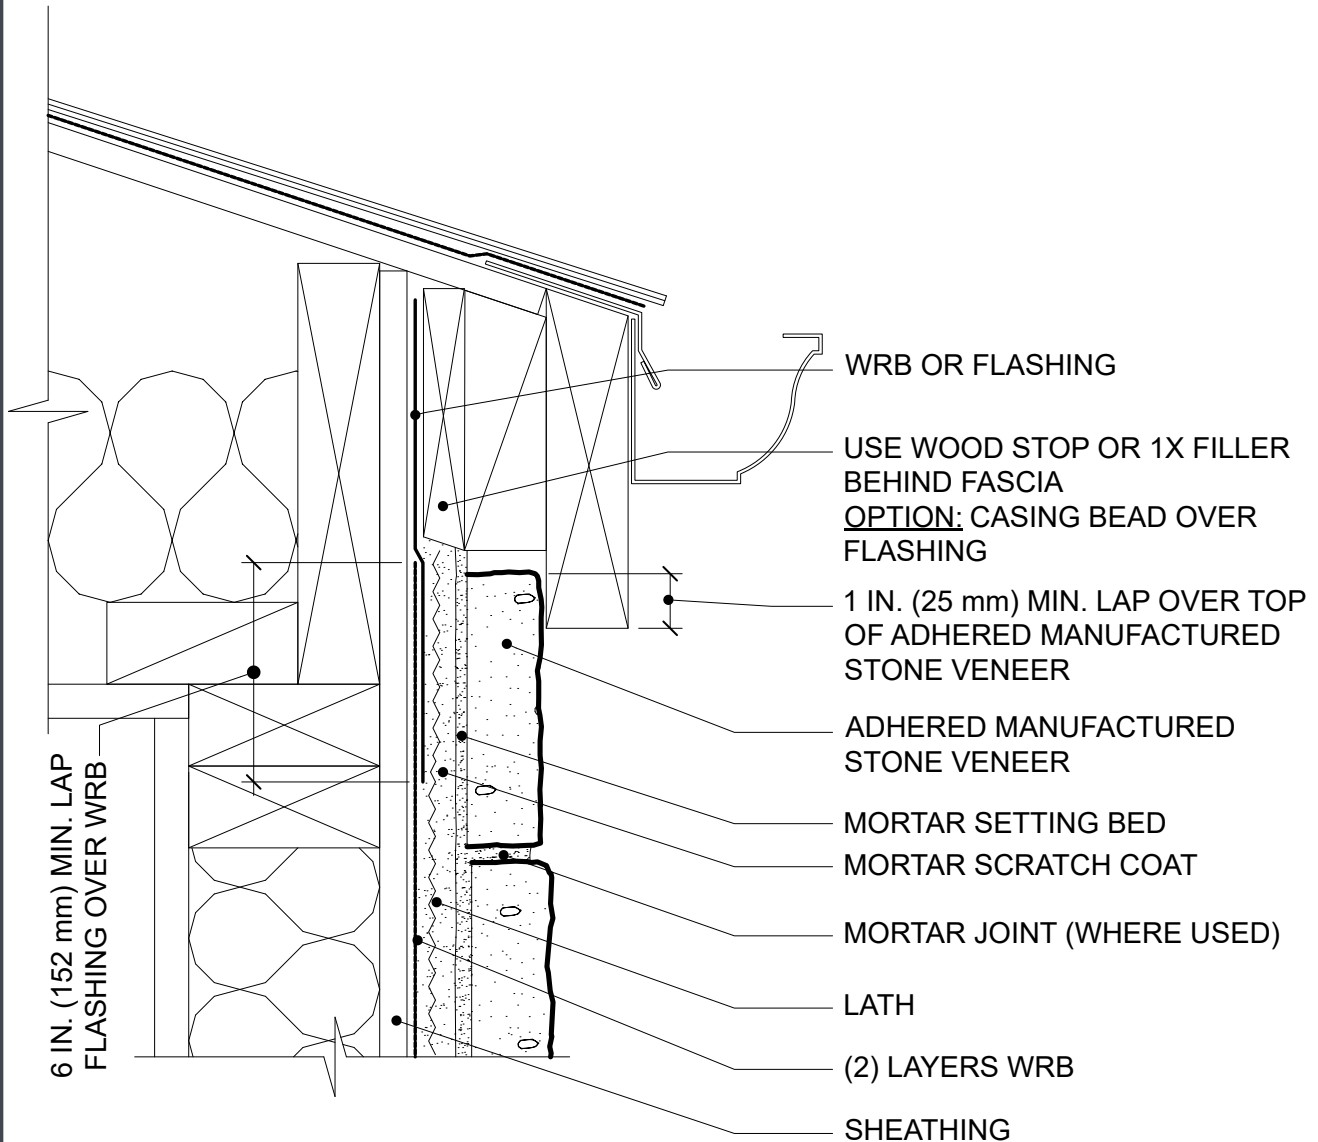 WRB OR FLASHING
USE WOOD STOP OR 1X FILLER
BEHIND FASCIA
OPTION: CASING BEAD OVER
FLASHING
1 IN. (25 mm) MIN. LAP OVER TOP
OF ADHERED MANUFACTURED
STONE VENEER
ADHERED MANUFACTURED
STONE VENEER
MORTAR SETTING BED
MORTAR SCRATCH COAT
MORTAR JOINT (WHERE USED)
LATH
(2) LAYERS WRB
SHEATHING
6 IN. (152 mm) MIN. LAP
FLASHING OVER WRB